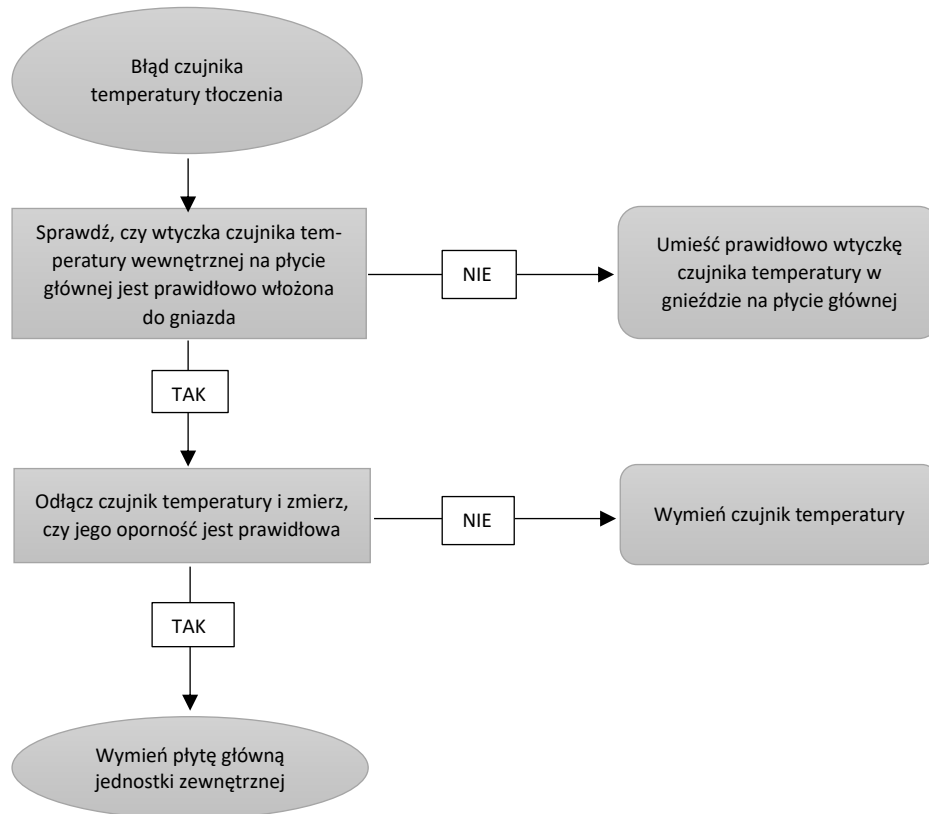 Błąd czujnika
temperatury tłoczenia
Sprawdź, czy wtyczka czujnika tem-
peratury wewnętrznej na płycie
głównej jest prawidłowo włożona
do gniazda
NIE
Umieść prawidłowo wtyczkę
czujnika temperatury w
gnieździe na płycie głównej
TAK
Odłącz czujnik temperatury i zmierz,
czy jego oporność jest prawidłowa
NIE
Wymień czujnik temperatury
TAK
Wymień płytę główną
jednostki zewnętrznej